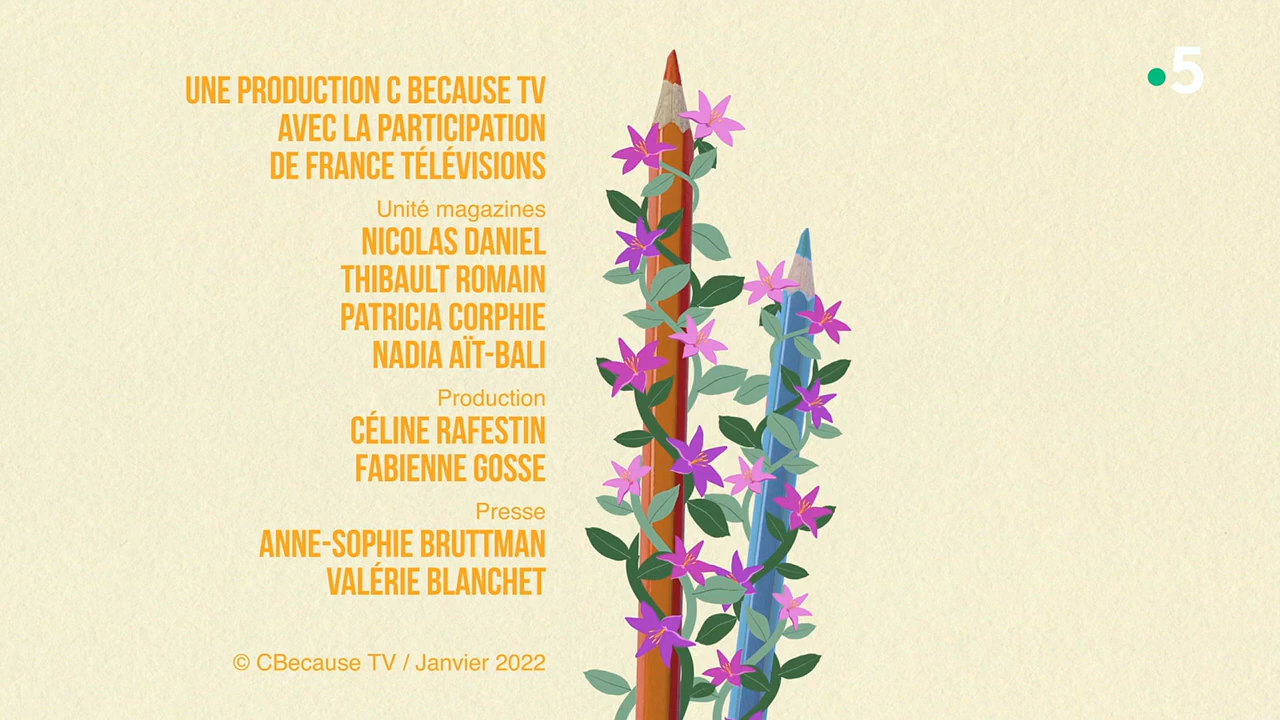 UNE PRODUCTION C BECAUSE TV
AVEC LA PARTICIPATION
DE FRANCE TÉLÉVISIONS
Unité magazines
NICOLAS DANIEL
THIBAULT ROMAIN
PATRICIA CORPHIE
NADIA AÏT-BALI
Production
CÉLINE RAFESTIN
FABIENNE GOSSE
Presse
ANNE-SOPHIE BRUTTMAN
VALÉRIE BLANCHET
© CBecause TV / Janvier 2022
5